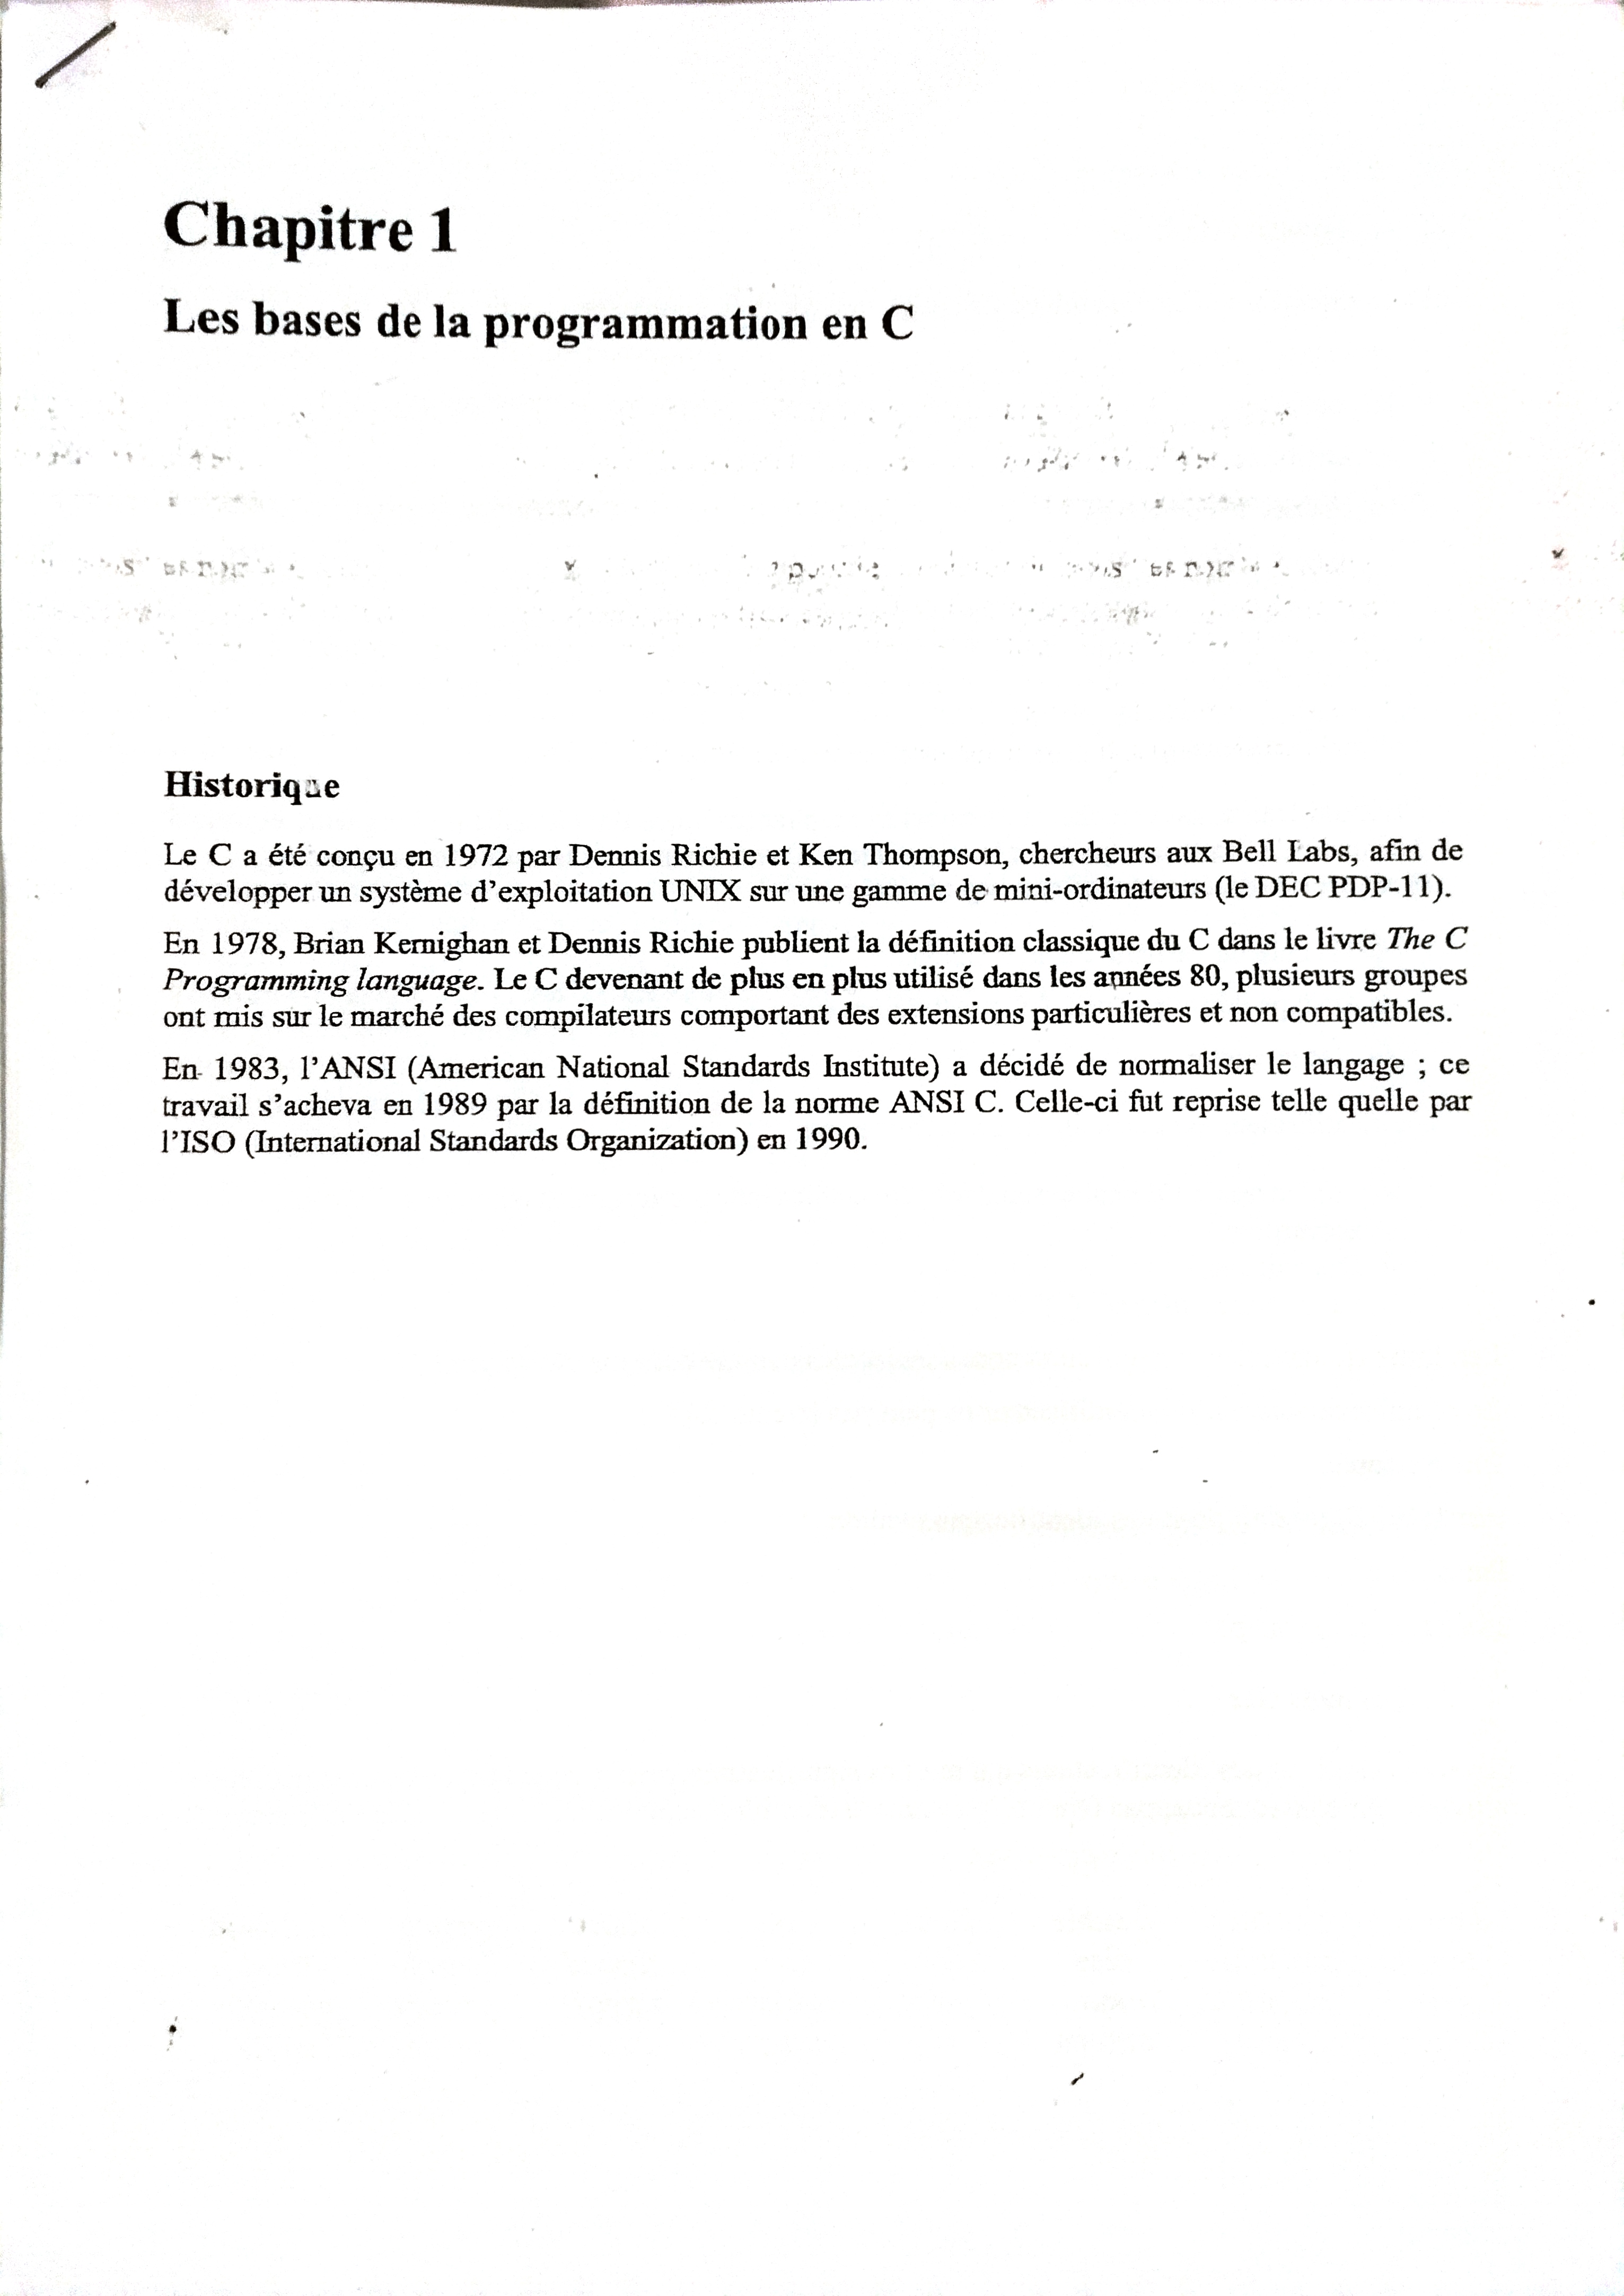 Chapitre 1
Les bases de la programmation en C
Historique
Le C a été conçu en 1972 par Dennis Richie et Ken Thompson, chercheurs aux Bell Labs, afin de
développer un système d'exploitation UNIX sur une gamme de mini-ordinateurs (le DEC PDP-11).
En 1978, Brian Kernighan et Dennis Richie publient la définition classique du C dans le livre The C
Programming language. Le C devenant de plus en plus utilisé dans les années 80, plusieurs groupes
ont mis sur le marché des compilateurs comportant des extensions particulières et non compatibles.
En 1983, l'ANSI (American National Standards Institute) a décidé de normaliser le langage ; ce
travail s'acheva en 1989 par la définition de la norme ANSI C. Celle-ci fut reprise telle quelle par
l'ISO (International Standards Organization) en 1990.